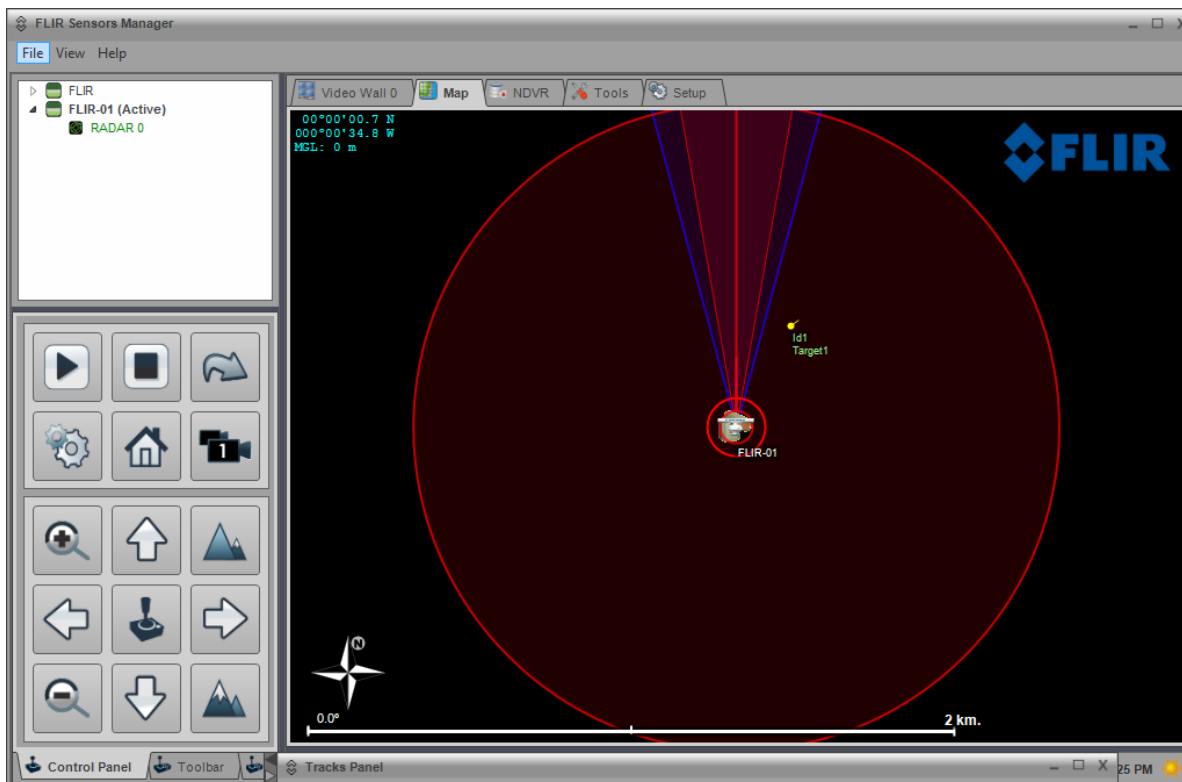 FLIR Sensors Manager
File View Help
FLIR
FLIR-01 (Active)
RADAR 0
Video Wall 0 Map NDVR Tools Setup
00°00'00.7 N
000°00'34.8 W
MGL: 0 m
FLIR
Id1
Target1
FLIR-01
1
N
0.0º 2 km.
Control Panel Toolbar Tracks Panel 25 PM